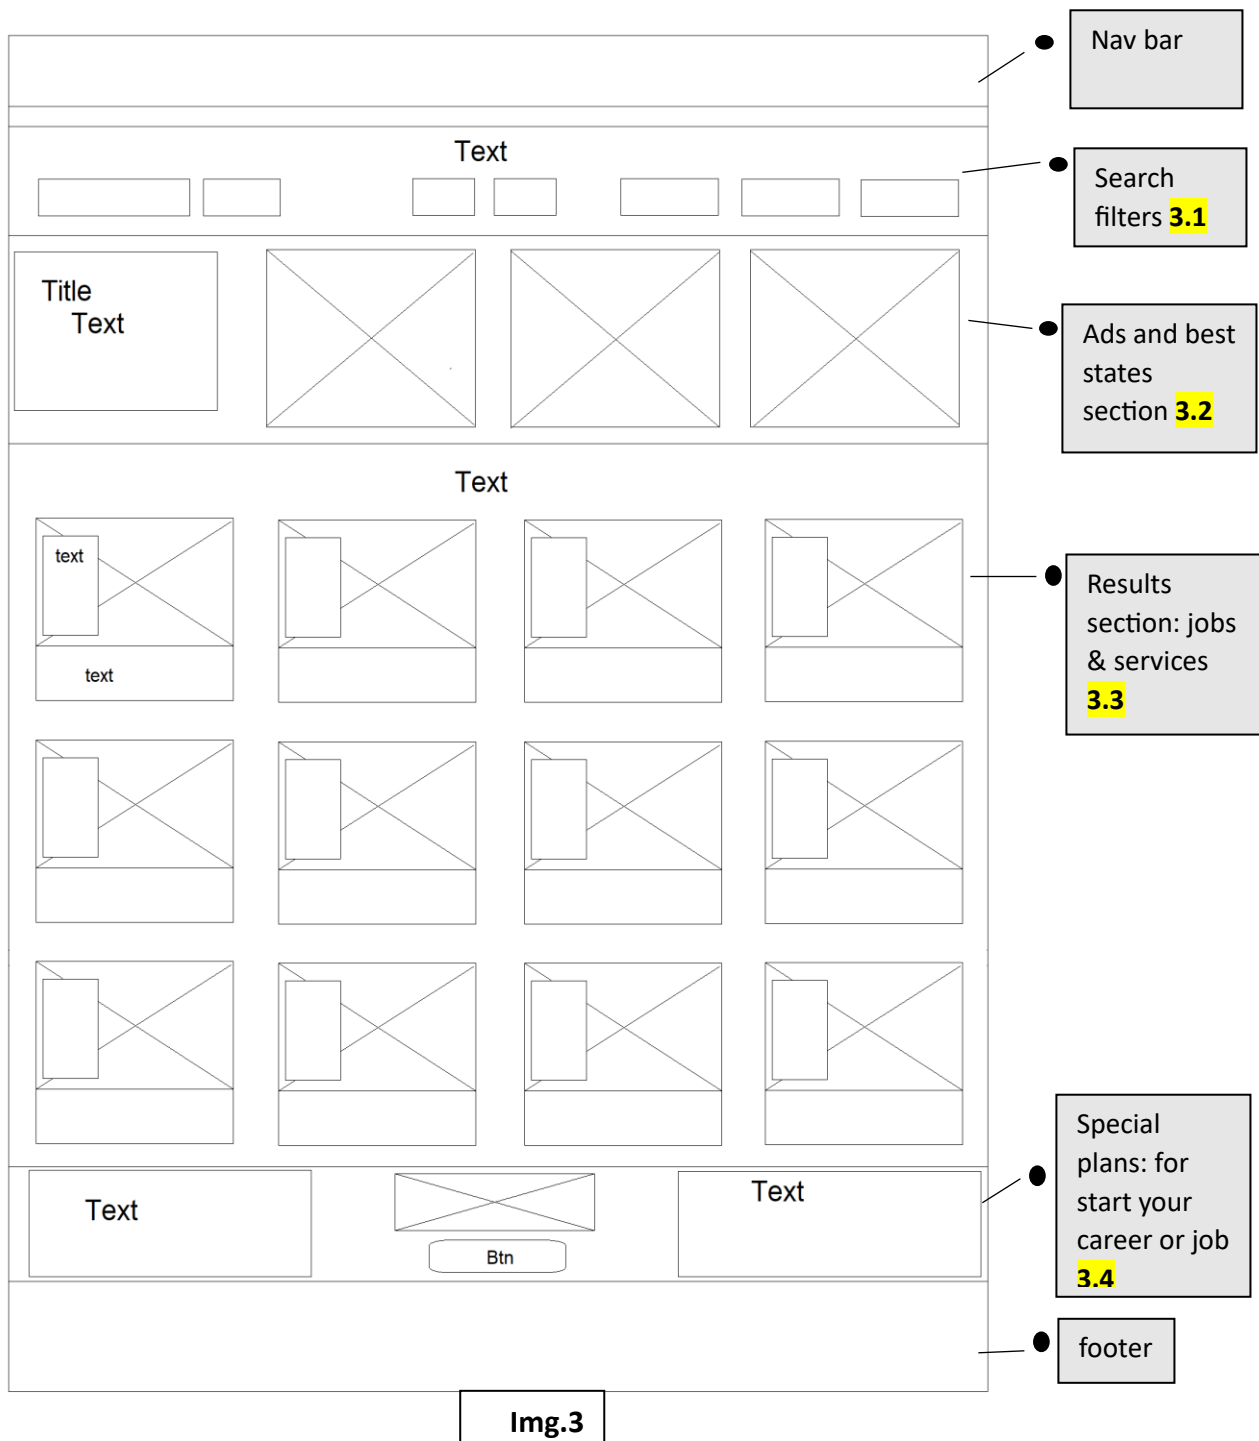 Nav bar
Text
Search
filters 3.1
Title
Text
Ads and best
states
section 3.2
Text
text
text
Results
section: jobs
& services
3.3
Text
Btn
Text
Special
plans: for
start your
career or job
3.4
footer
Img.3